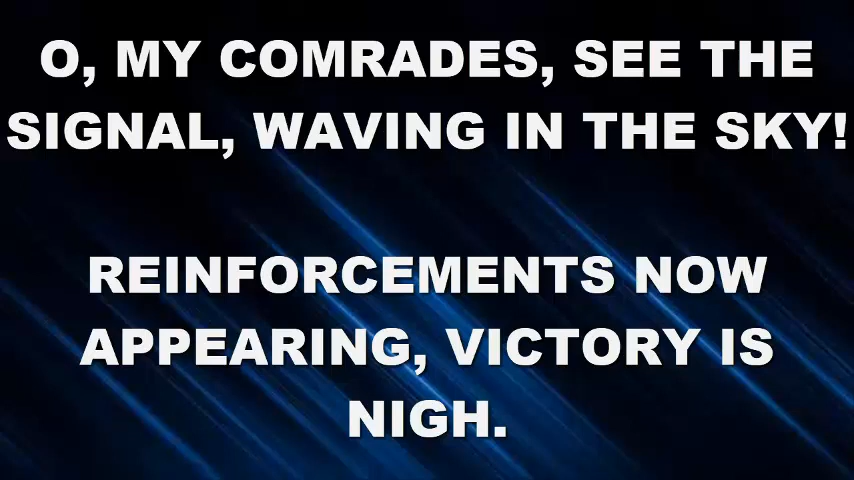 O, MY COMRADES, SEE THE
SIGNAL, WAVING IN THE SKY!
REINFORCEMENTS NOW
APPEARING, VICTORY IS
NIGH.